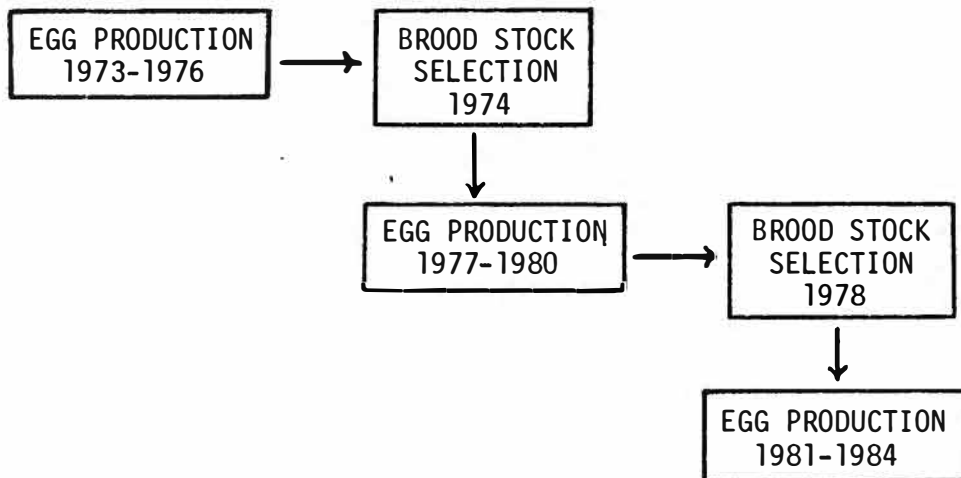 EGG PRODUCTION
1973-1976
BROOD STOCK
SELECTION
1974
EGG PRODUCTION
1977-1980
BROOD STOCK
SELECTION
1978
EGG PRODUCTION
1981-1984